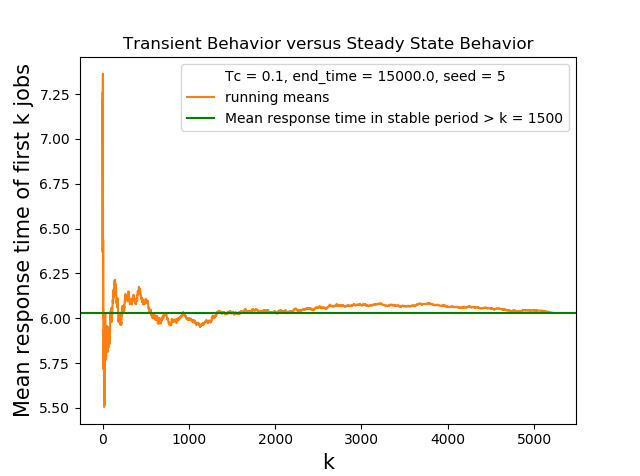 Transient Behavior versus Steady State Behavior
Tc = 0.1, end_time = 15000.0, seed = 5
running means
Mean response time in stable period > k = 1500
Mean response time of first k jobs
7.25
7.00
6.75
6.50
6.25
6.00
5.75
5.50
0
1000
2000
3000
4000
5000
k